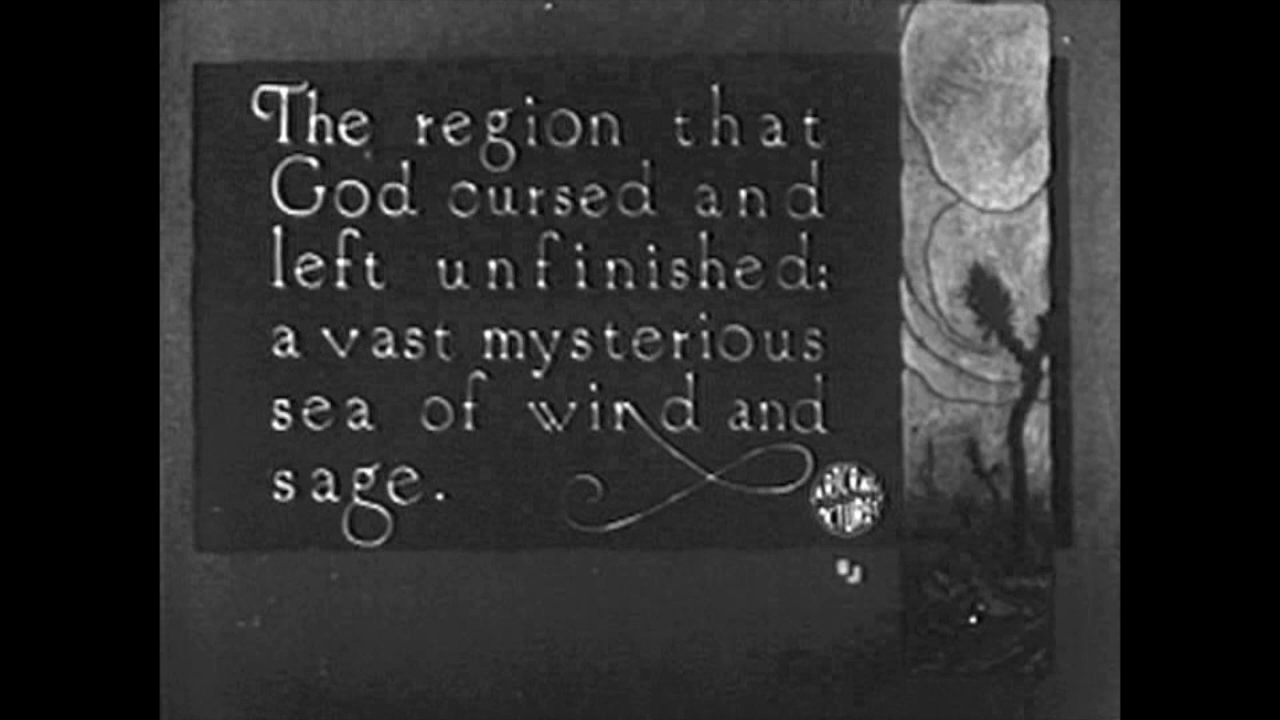 The region that
God cursed and
left unfinished:
a vast mysterious
sea of wind and
sage.